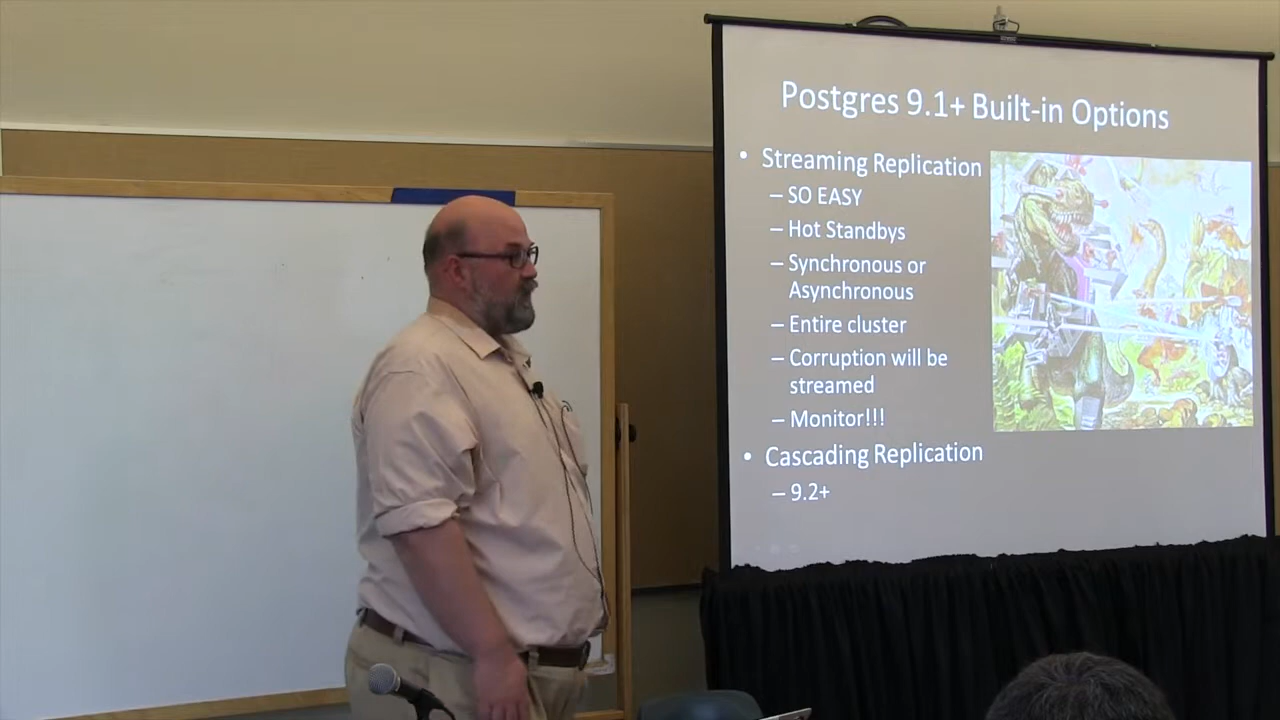 Postgres 9.1+ Built-in Options
• Streaming Replication
– SO EASY
– Hot Standbys
– Synchronous or
Asynchronous
– Entire cluster
– Corruption will be
streamed
– Monitor!!!
• Cascading Replication
– 9.2+